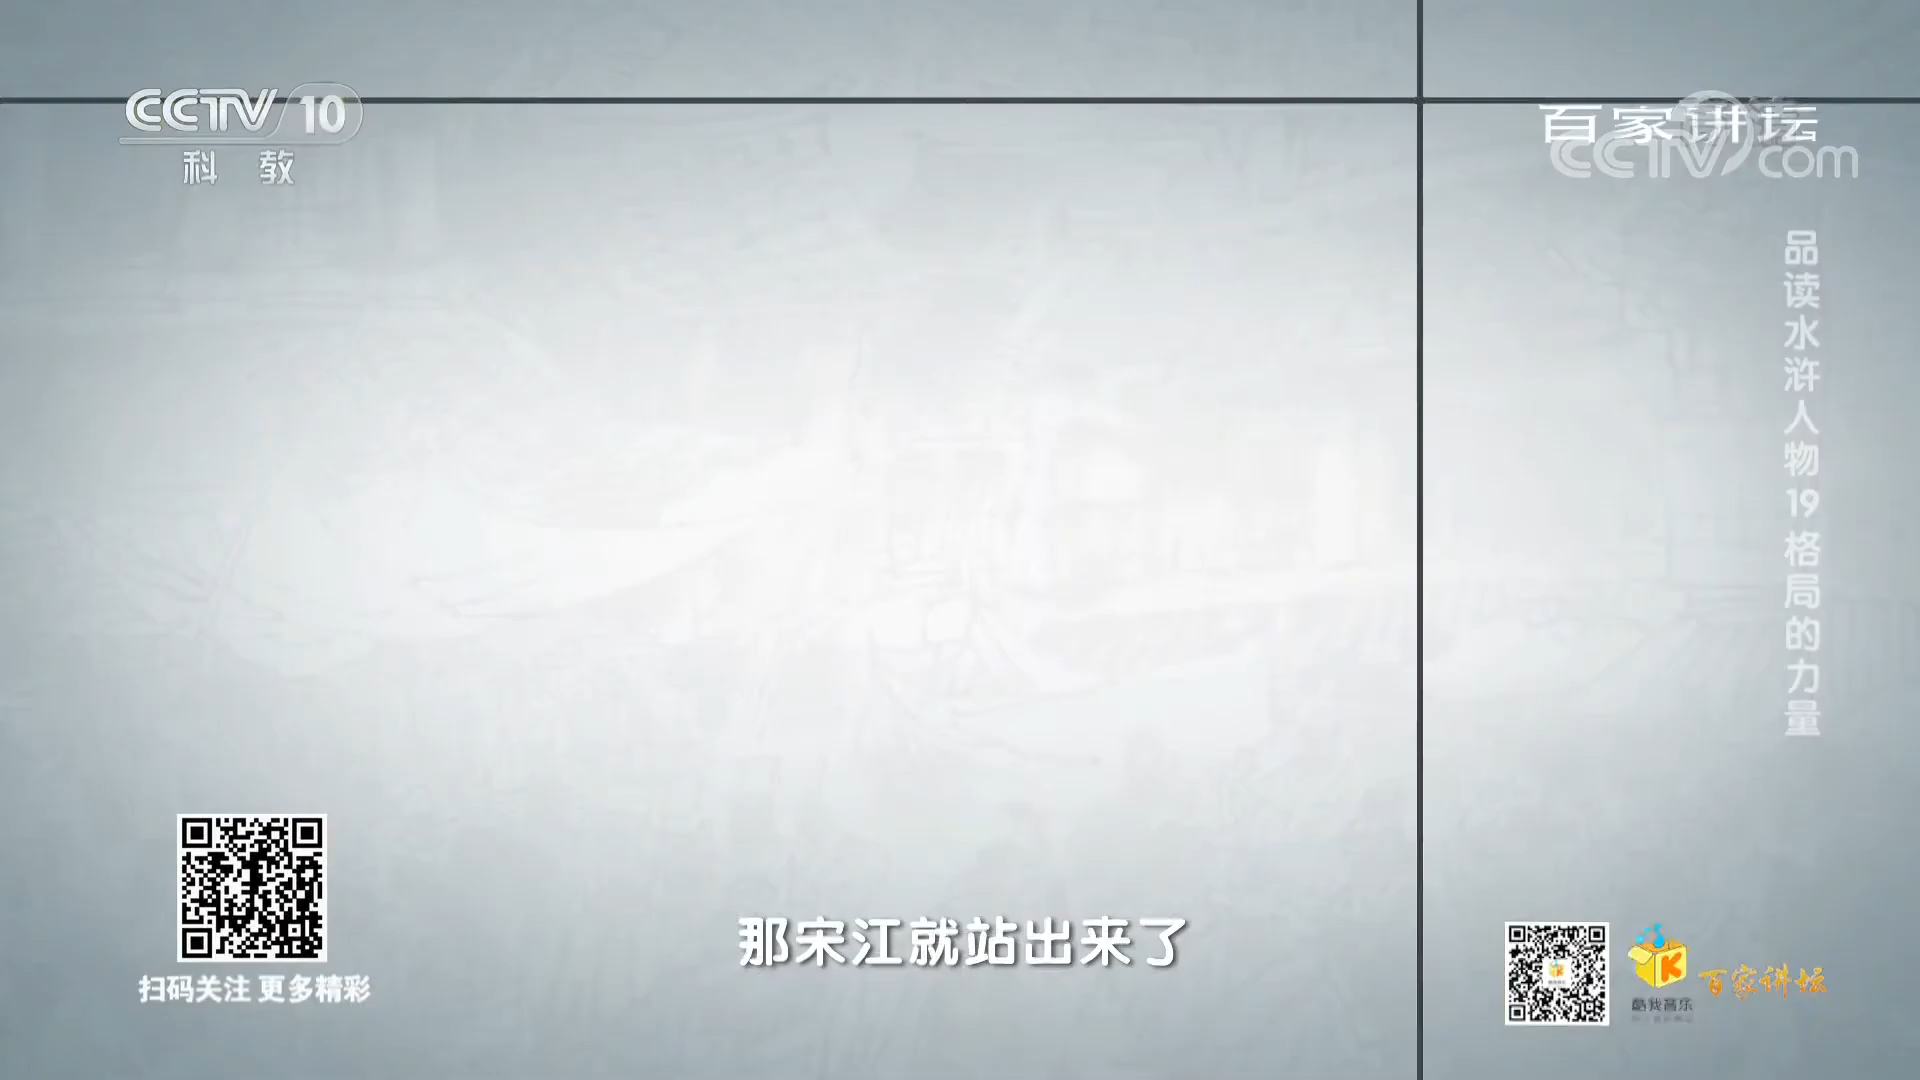 CCTV 10
科 教
百家讲坛
CCTV com
品读水浒人物19格局的力量
那宋江就站出来了
扫码关注 更多精彩
K
酷我音乐
百家讲坛